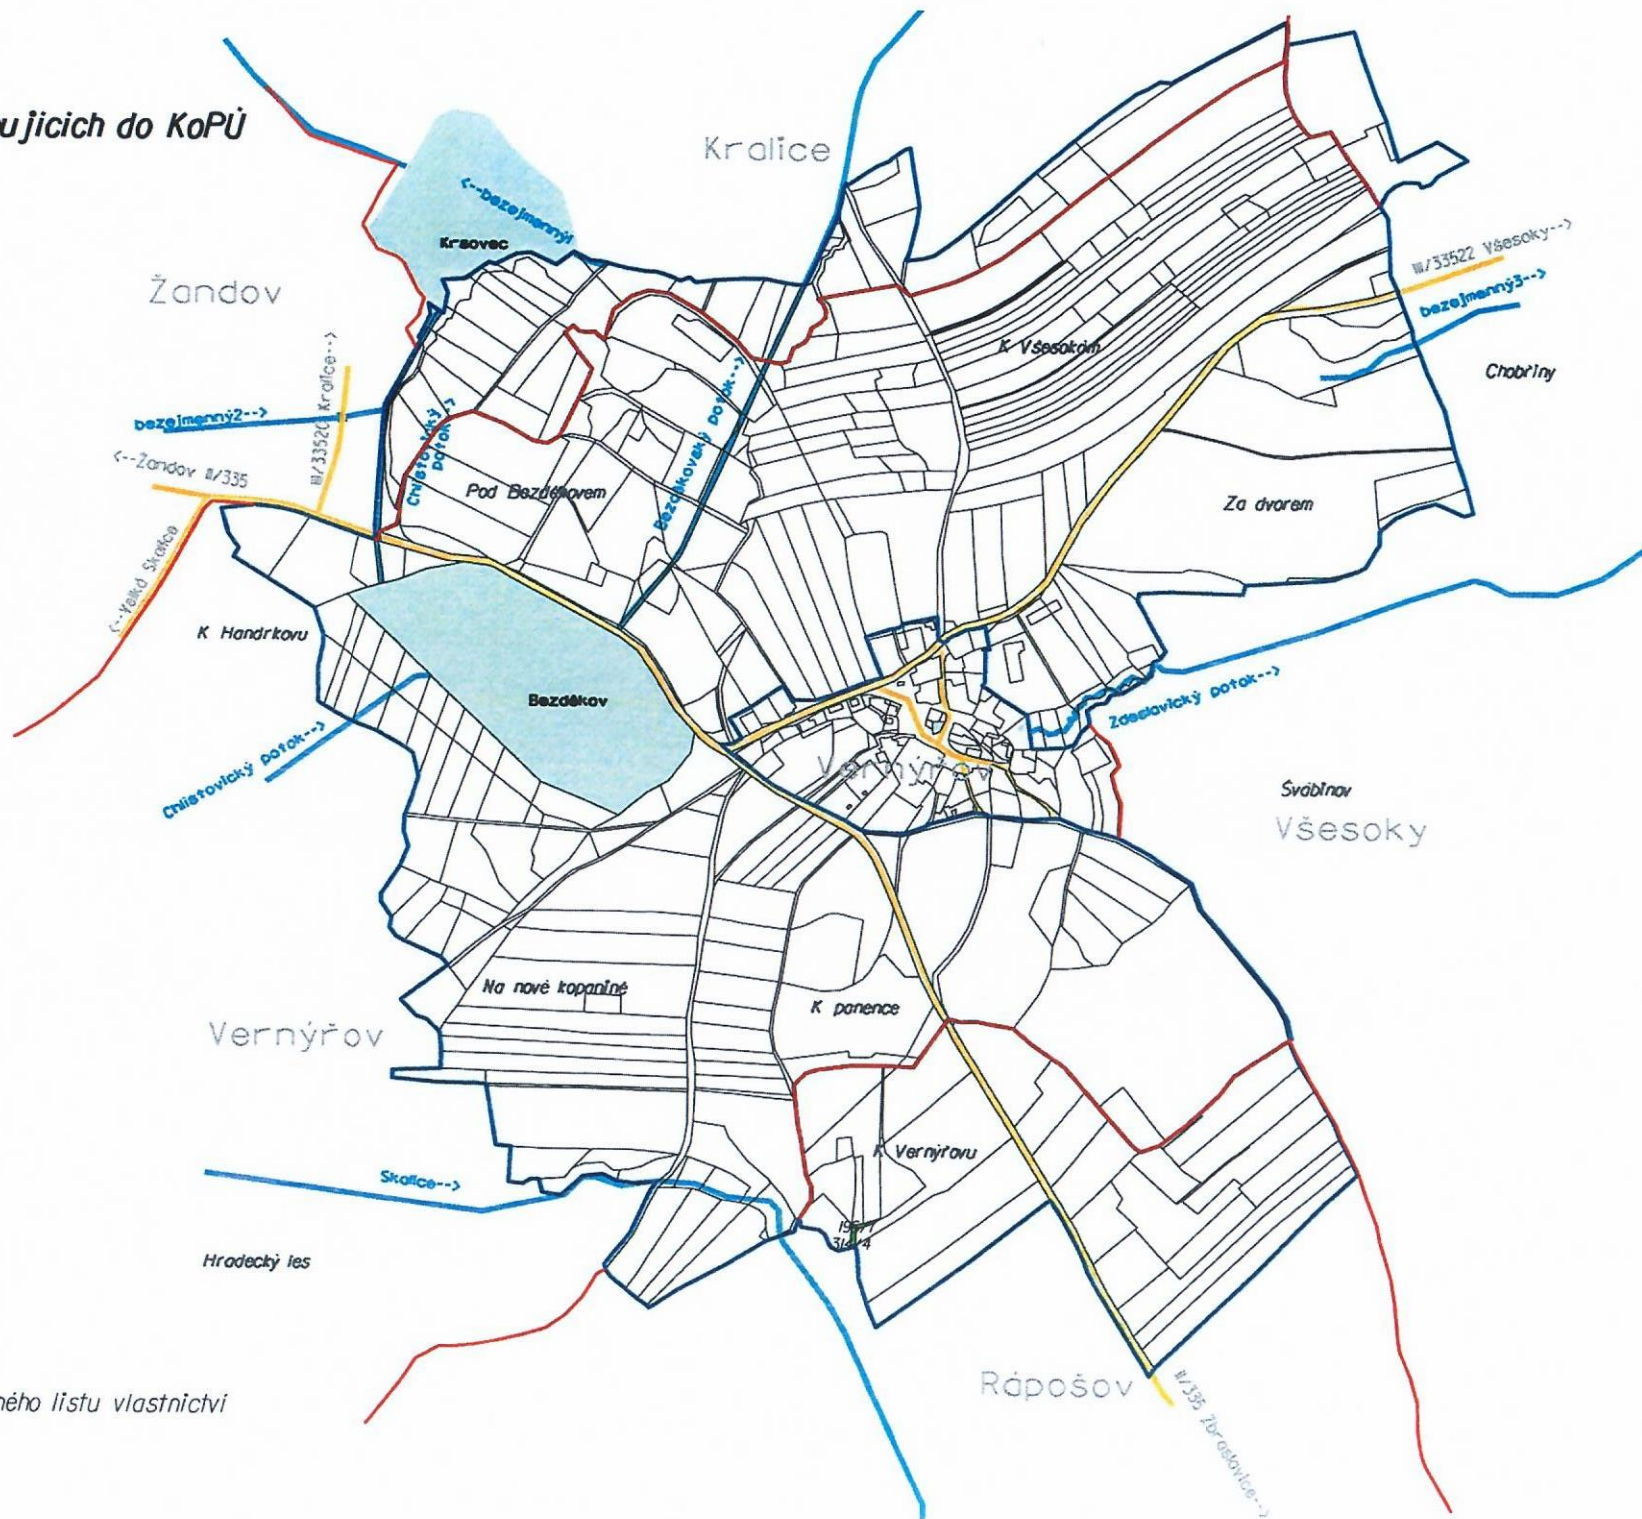 ujících do KoPÚ
Kralice
<--bezejmenný1
Krsovec
Žandov
III/33522 Všesoky-->
bezejmenný3-->
K Všesokům
Chobřiny
III/33520 Kralice-->
bezejmenný2-->
<--Žandov II/335
Chlístovický
potok-->
Bezděkovský potok-->
Pod Bezděkovem
Za dvorem
<--Velká Skalice
K Handrkovu
Bezděkov
Zdeslavický potok-->
Chlístovický potok-->
Vernýřov
Švábínov
Všesoky
Na nové kopanině
K panence
Vernýřov
K Vernýřovu
Skalice-->
Hradecký les
Rápošov
II/335 Zbraslavice-->
ného listu vlastnictví